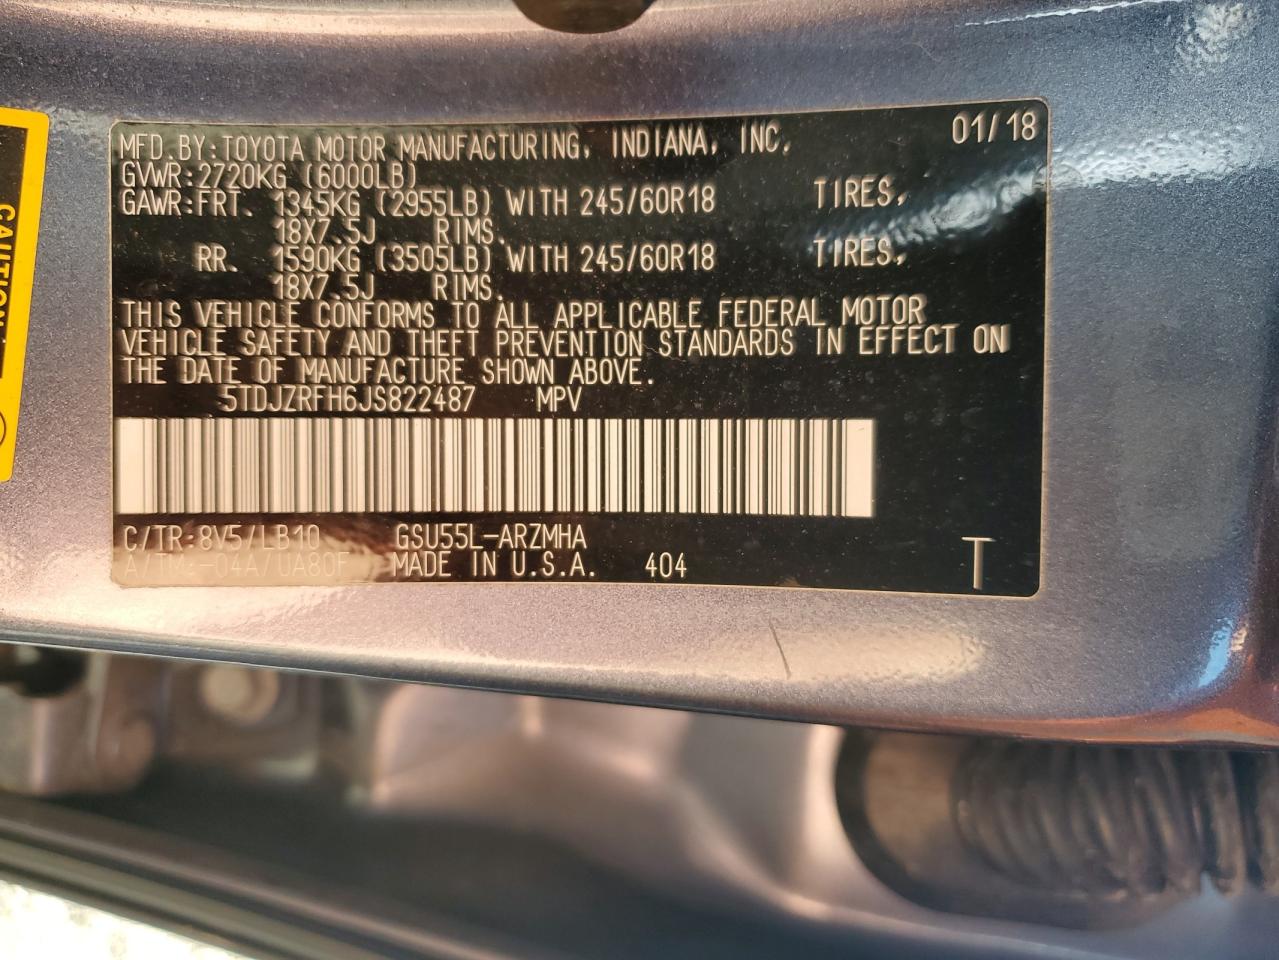 MFD.BY:TOYOTA MOTOR MANUFACTURING, INDIANA, INC. 01/18
GVWR:2720KG (6000LB)
GAWR:FRT. 1345KG (2955LB) WITH 245/60R18 TIRES,
18X7.5J RIMS.
RR. 1590KG (3505LB) WITH 245/60R18 TIRES,
18X7.5J RIMS.
THIS VEHICLE CONFORMS TO ALL APPLICABLE FEDERAL MOTOR
VEHICLE SAFETY AND THEFT PREVENTION STANDARDS IN EFFECT ON
THE DATE OF MANUFACTURE SHOWN ABOVE.
5TDJZRFH6JS822487 MPV
C/TR:8V5/LB10 GSU55L-ARZMHA
A/TM:-04A/UA80F MADE IN U.S.A. 404 T
CAUTION